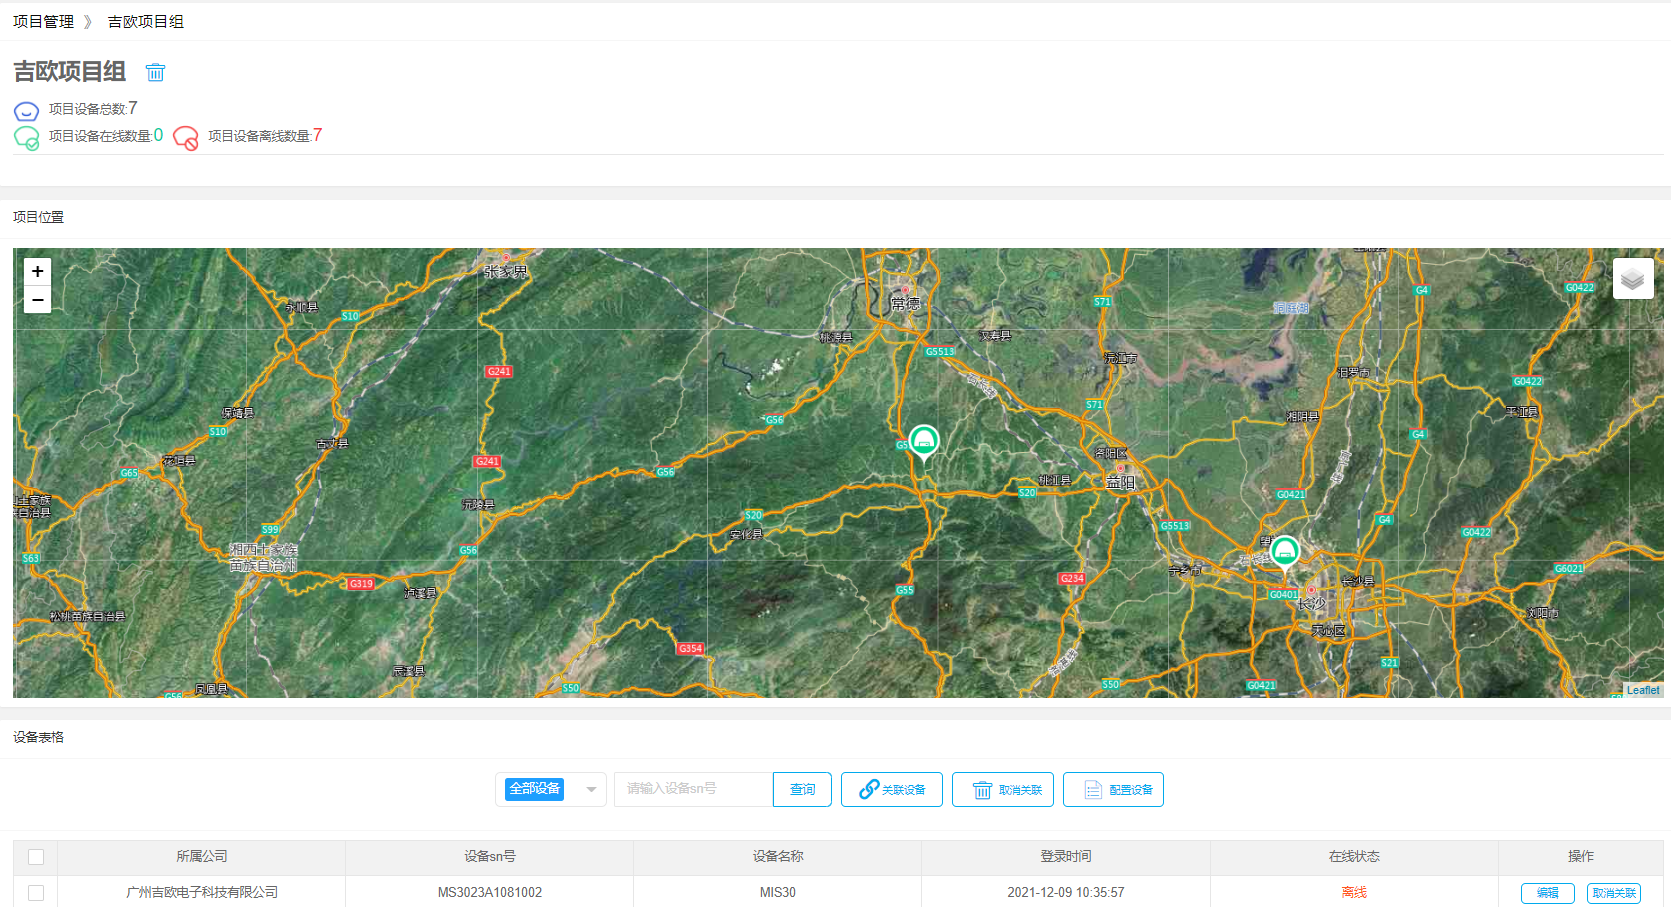 项目管理 》 吉欧项目组
吉欧项目组
项目设备总数:7
项目设备在线数量:0 项目设备离线数量:7
项目位置
+
−
张家界
永顺县
S10
常德
桃源县
汉寿县
G5513
S71
沅江市
洞庭湖
G4
G0422
汨罗市
G241
G0422
平江县
保靖县
S10
古丈县
花垣县
G65
G241
G56
G56
石长线
S71
湘阴县
G4
资阳区
益阳
桃江县
S20
G0421
沅陵县
S20
安化县
G5513
G4
G0422
S99
湘西土家族
苗族自治州
S63
G56
G319
泸溪县
G55
G234
宁乡市
G0401
长沙县
长沙
天心区
G6021
浏阳市
松桃苗族自治县
G354
辰溪县
凤凰县
G56
S50
S50
G0421
S21
Leaflet
设备表格
全部设备 请输入设备sn号 查询 关联设备 取消关联 配置设备
所属公司 设备sn号 设备名称 登录时间 在线状态 操作
广州吉欧电子科技有限公司 MS3023A1081002 MIS30 2021-12-09 10:35:57 离线 编辑 取消关联